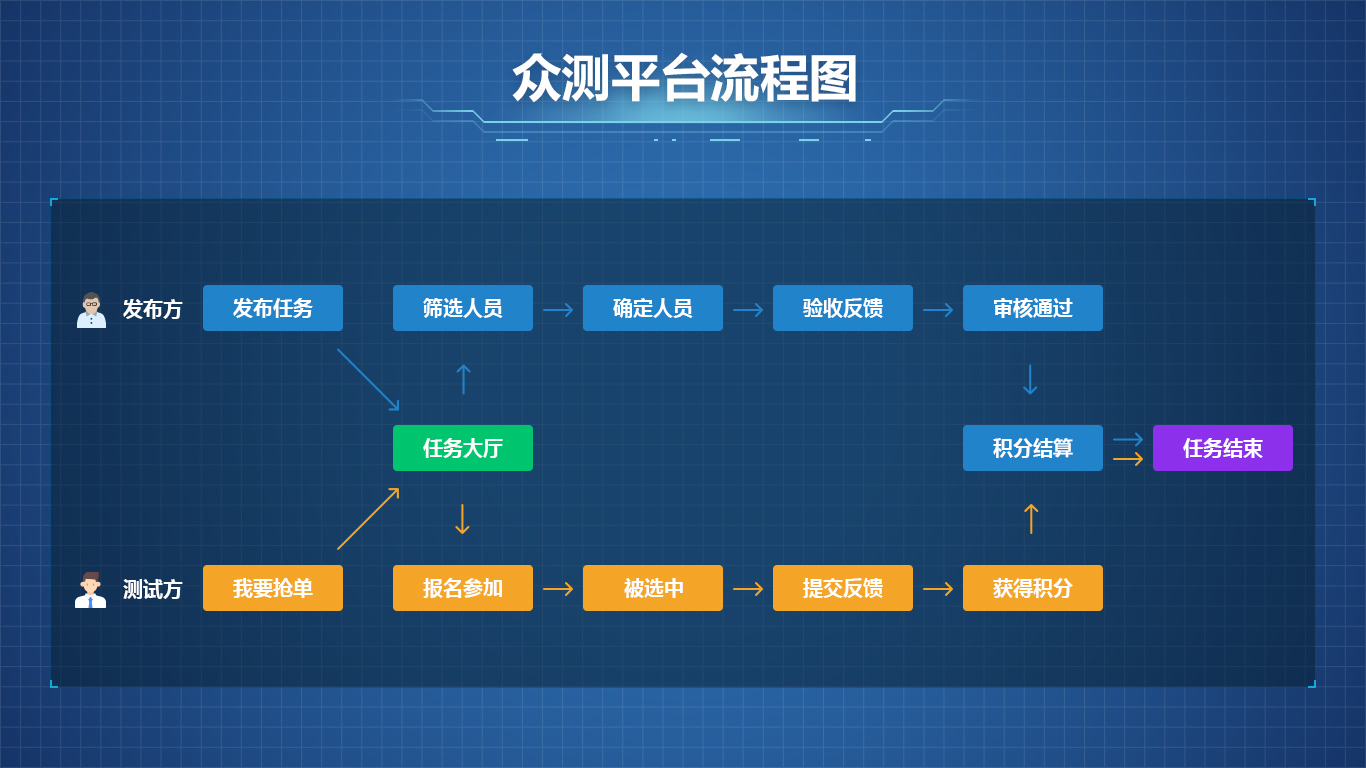 众测平台流程图
发布方
发布任务
筛选人员
确定人员
验收反馈
审核通过
任务大厅
积分结算
任务结束
测试方
我要抢单
报名参加
被选中
提交反馈
获得积分